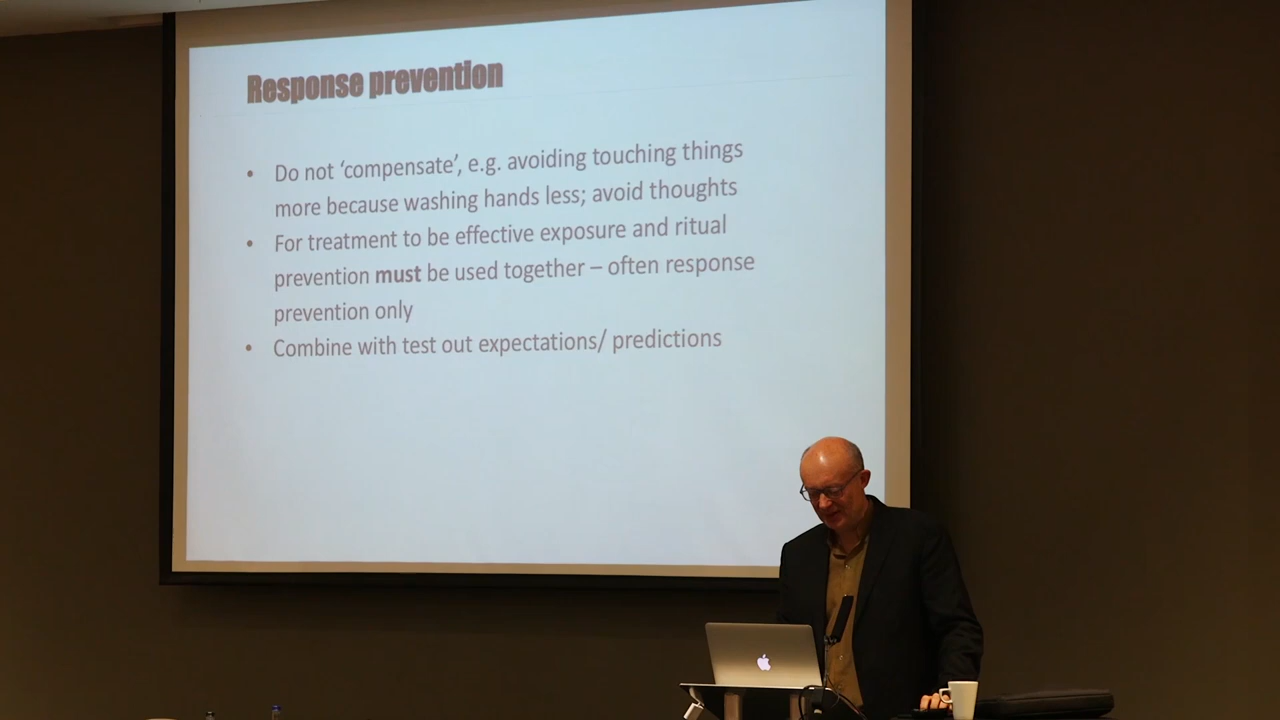 Response prevention
• Do not ‘compensate’, e.g. avoiding touching things
more because washing hands less; avoid thoughts
• For treatment to be effective exposure and ritual
prevention must be used together – often response
prevention only
• Combine with test out expectations/ predictions